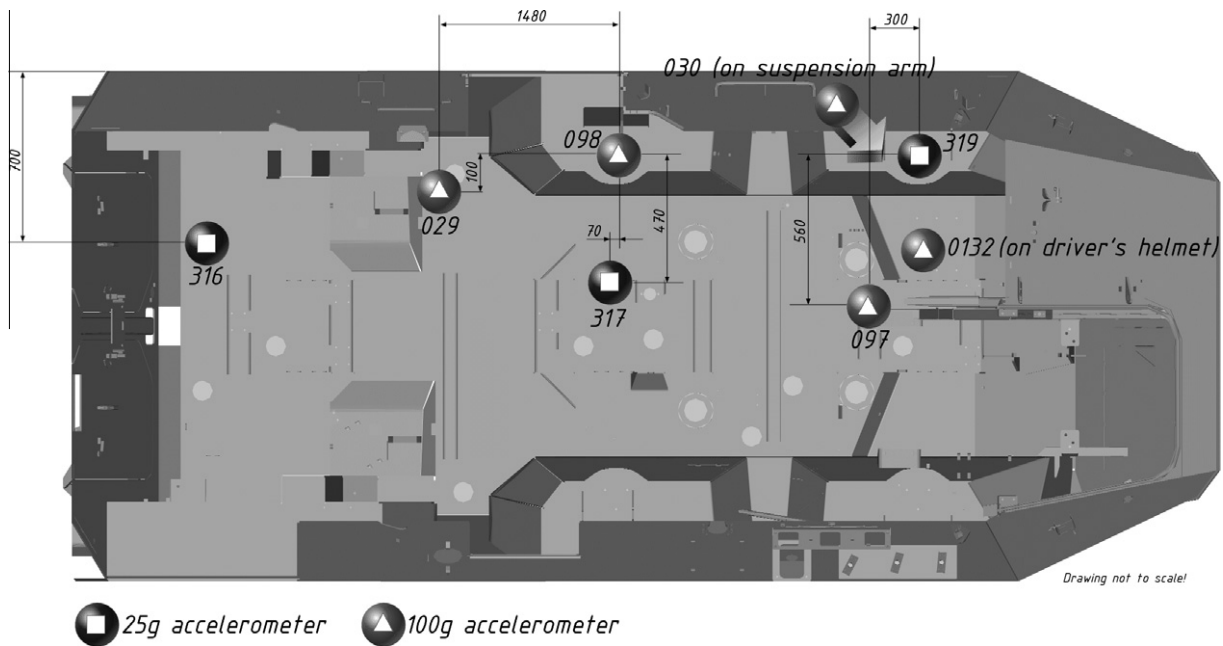 1480
300
030 (on suspension arm)
098
319
700
100
029
470
560
70
0132 (on driver's helmet)
316
317
097
Drawing not to scale!
25g accelerometer
100g accelerometer